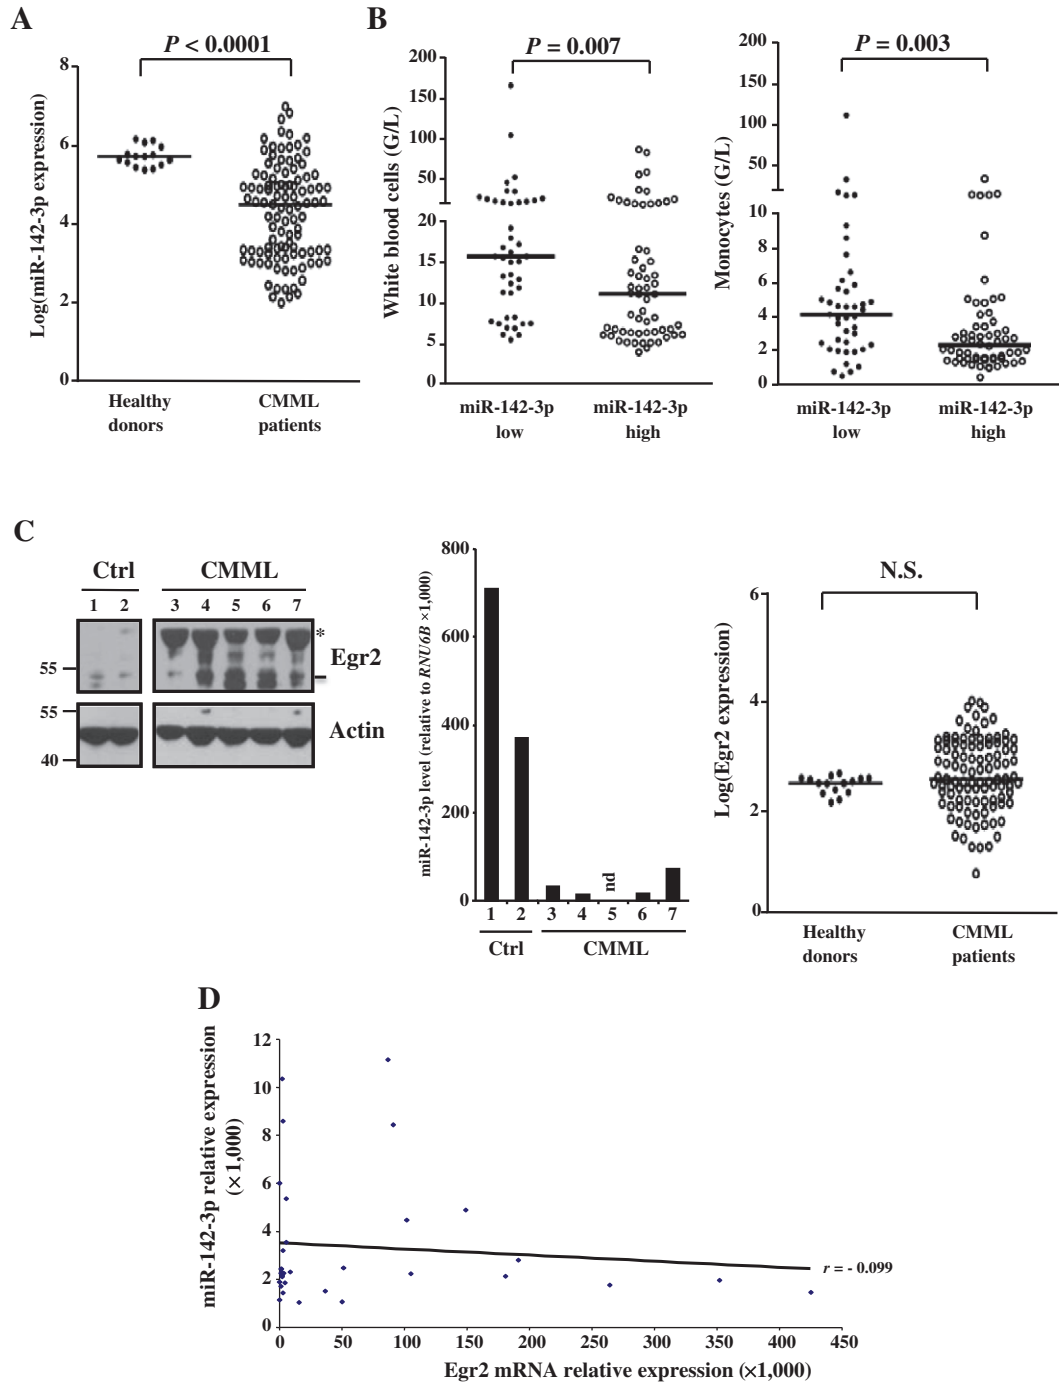 A
P < 0.0001
Log(miR-142-3p expression)
8
6
4
2
0
Healthy donors
CMML patients
B
P = 0.007
White blood cells (G/L)
200
150
100
50
20
15
10
5
0
miR-142-3p low
miR-142-3p high
P = 0.003
Monocytes (G/L)
200
150
100
50
10
8
6
4
2
0
miR-142-3p low
miR-142-3p high
C
Ctrl CMML
1 2 3 4 5 6 7
*
55
Egr2
55
Actin
40
miR-142-3p level (relative to RNU6B ×1,000)
800
600
400
200
0
nd
1 2 3 4 5 6 7
Ctrl CMML
N.S.
Log(Egr2 expression)
6
4
2
0
Healthy donors
CMML patients
D
miR-142-3p relative expression
(×1,000)
12
10
8
6
4
2
0
r = - 0.099
0 50 100 150 200 250 300 350 400 450
Egr2 mRNA relative expression (×1,000)